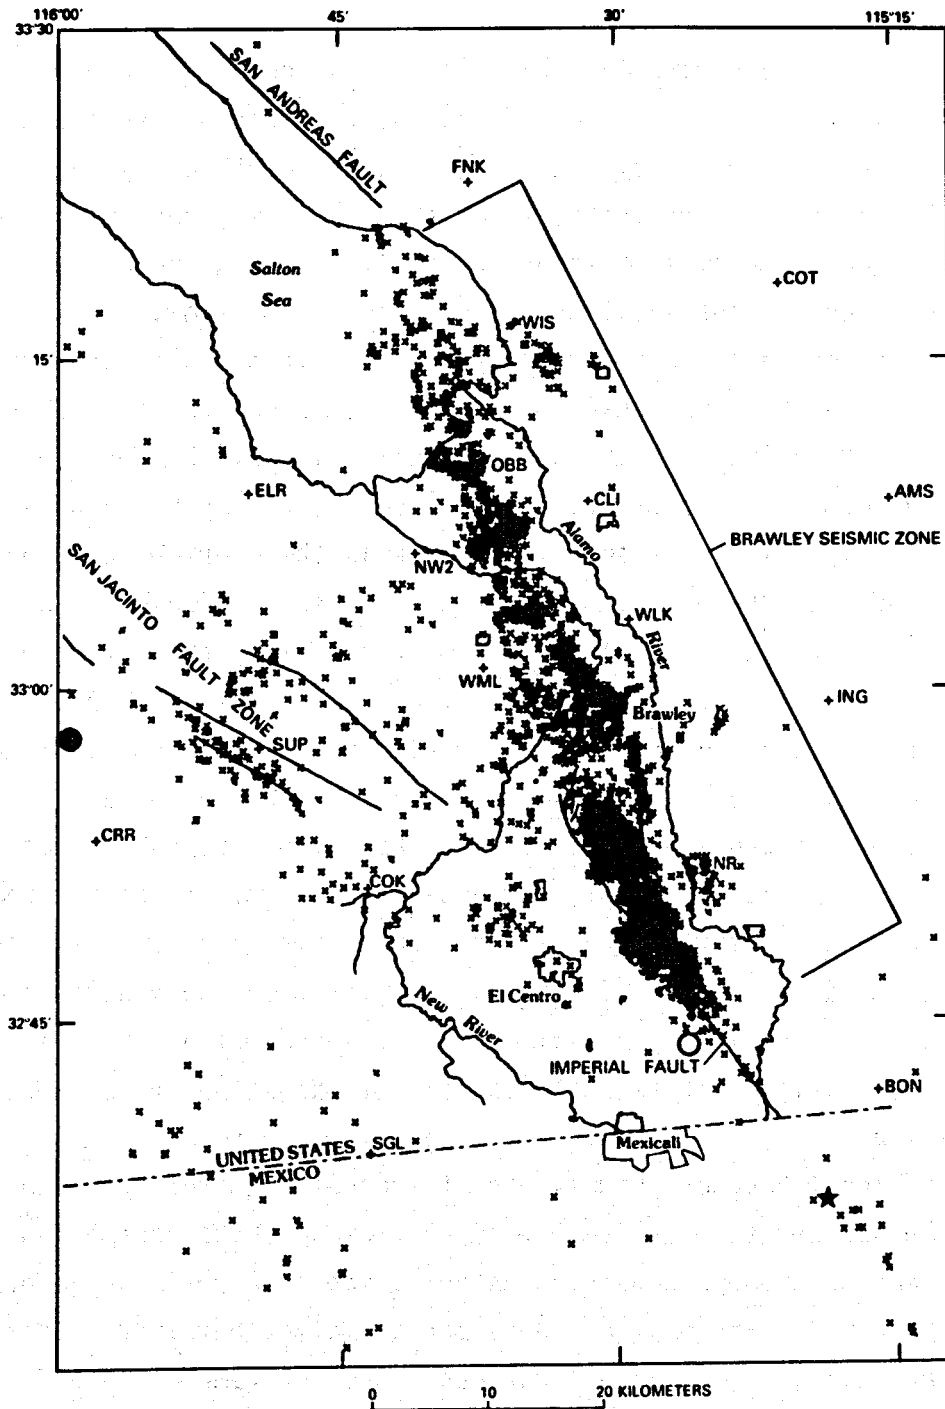 116°00'
45'
30'
115°15'
33°30
SAN ANDREAS FAULT
FNK
COT
Salton
Sea
WIS
15'
OBB
ELR
CLI
AMS
Alamo
BRAWLEY SEISMIC ZONE
NW2
SAN JACINTO
WLK
FAULT
River
WML
33°00'
ING
ZONE
Brawley
SUP
CRR
NR
COK
El Centro
New
River
32°45'
IMPERIAL FAULT
BON
UNITED STATES
SGL
Mexicali
MEXICO
0 10 20 KILOMETERS